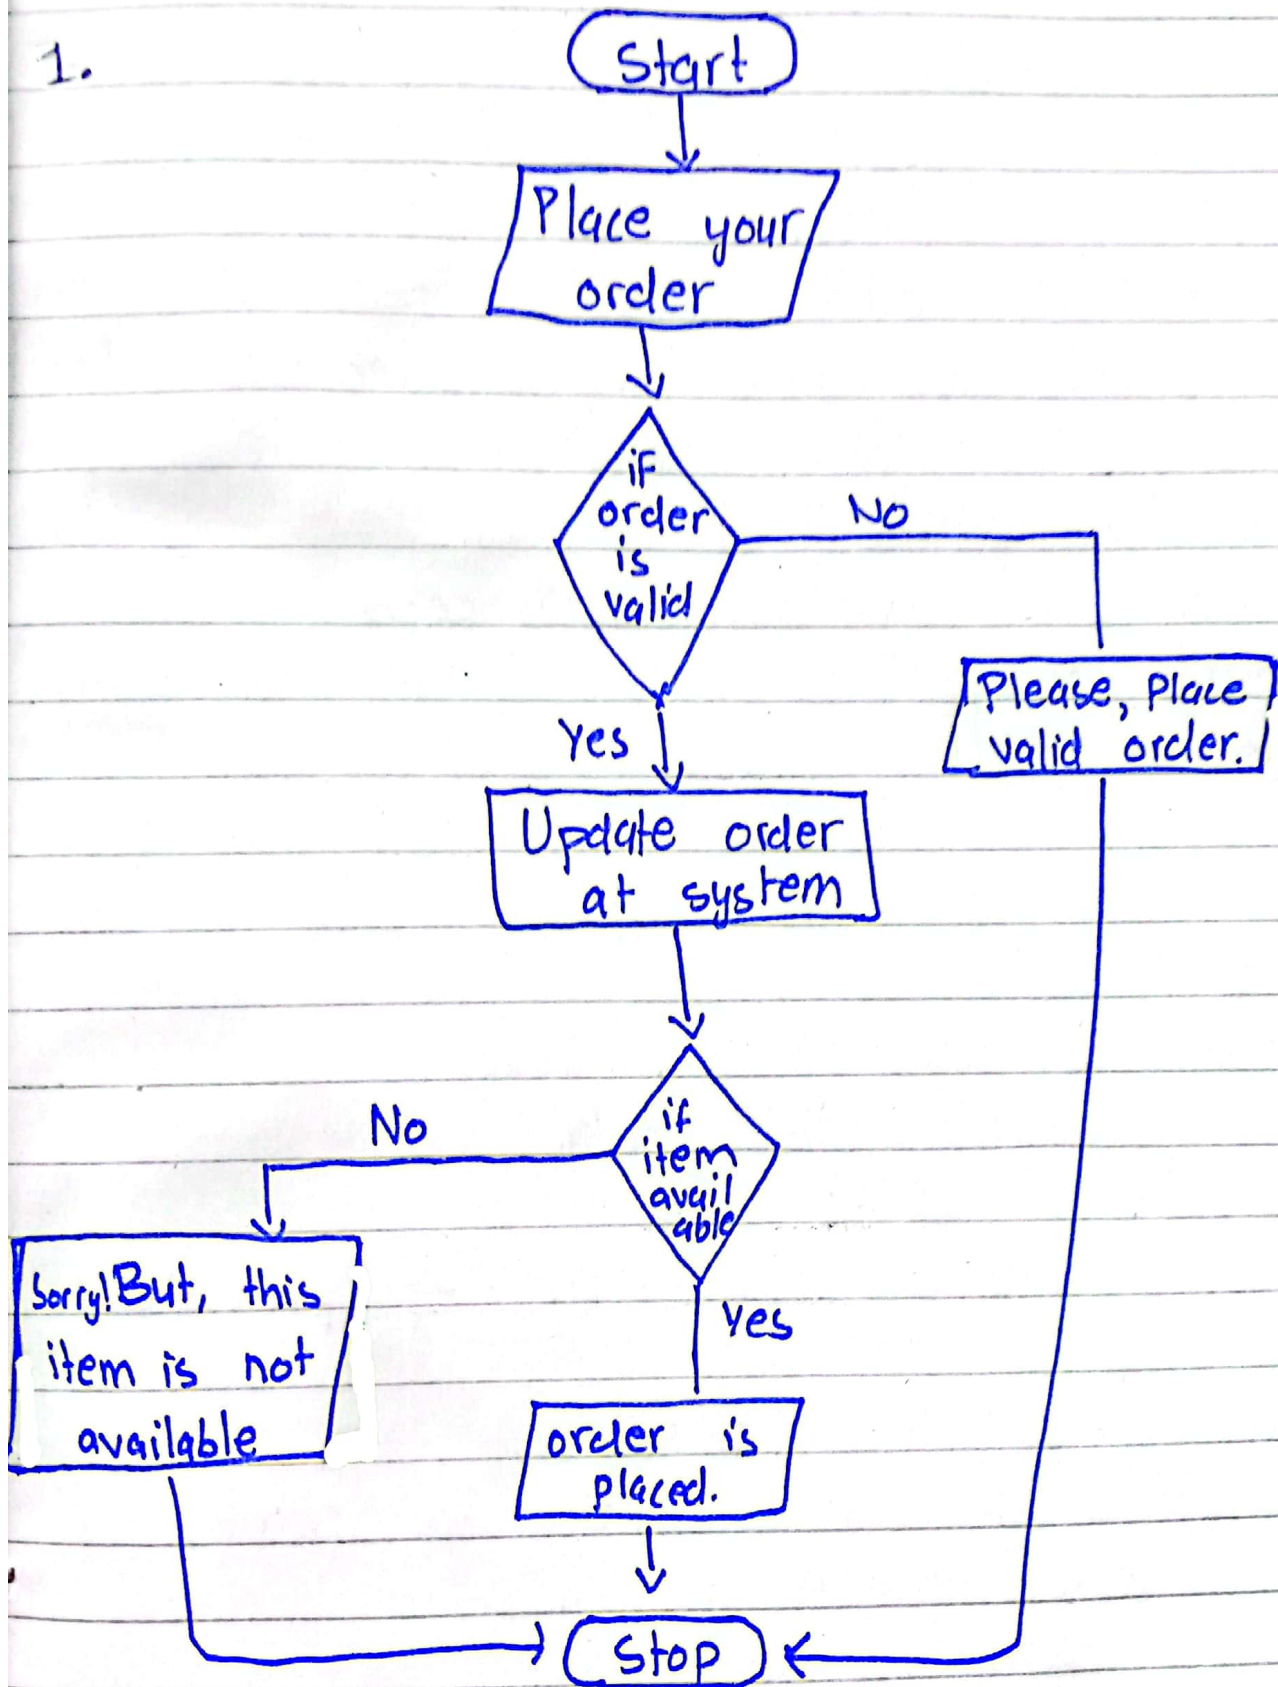 1.
Start
Place your
order
if
order
is
valid
No
Please, Place
valid order.
Yes
Update order
at system
if
item
avail
able
No
Sorry! But, this
item is not
available
Yes
order is
placed.
Stop